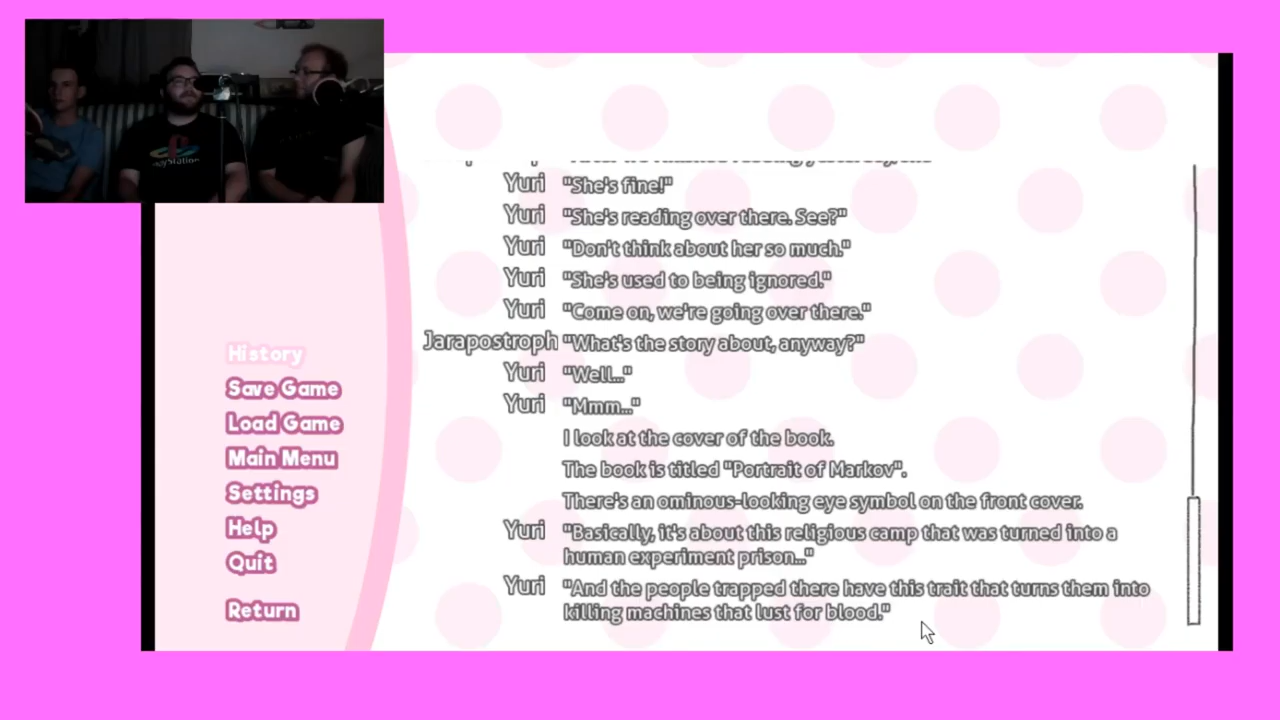 Yuri "She's fine!"
Yuri "She's reading over there. See?"
Yuri "Don't think about her so much."
Yuri "She's used to being ignored."
Yuri "Come on, we're going over there."
Jarapostroph "What's the story about, anyway?"
Yuri "Well..."
Yuri "Mmm..."
I look at the cover of the book.
The book is titled "Portrait of Markov".
There's an ominous-looking eye symbol on the front cover.
Yuri "Basically, it's about this religious camp that was turned into a
human experiment prison..."
Yuri "And the people trapped there have this trait that turns them into
killing machines that lust for blood."
History
Save Game
Load Game
Main Menu
Settings
Help
Quit
Return
PlayStation